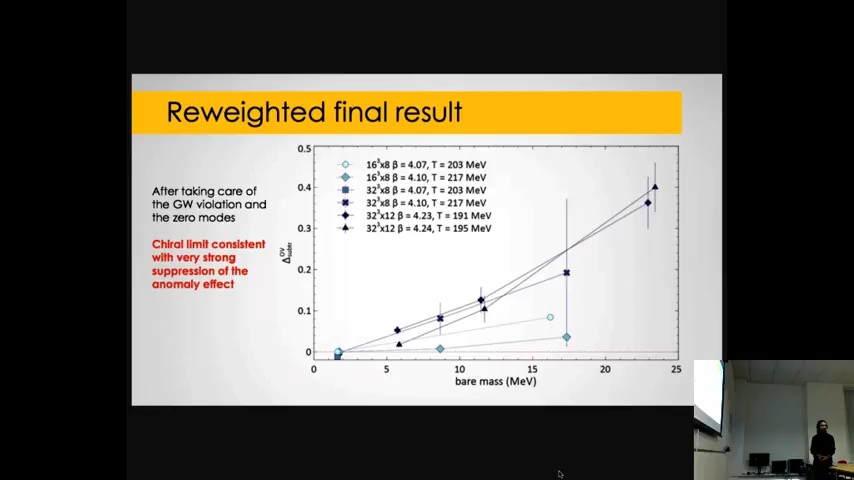 Reweighted final result
After taking care of
the GW violation and
the zero modes
Chiral limit consistent
with very strong
suppression of the
anomaly effect
16³x8 β = 4.07, T = 203 MeV
16³x8 β = 4.10, T = 217 MeV
32³x8 β = 4.07, T = 203 MeV
32³x8 β = 4.10, T = 217 MeV
32³x12 β = 4.23, T = 191 MeV
32³x12 β = 4.24, T = 195 MeV
0.5
0.4
0.3
0.2
0.1
0
0 5 10 15 20 25
bare mass (MeV)